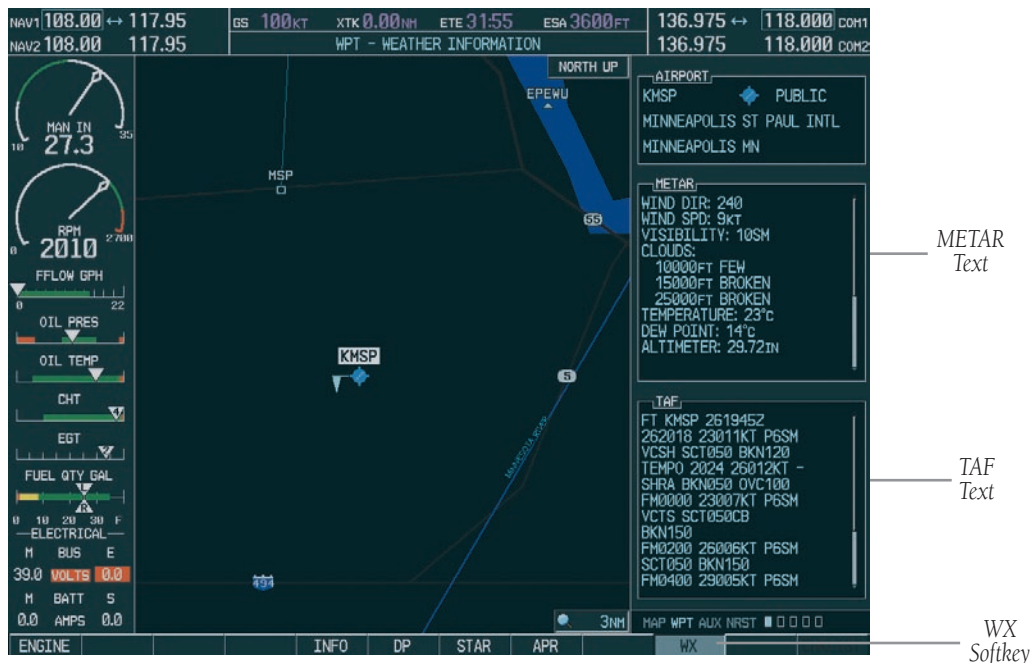 NAV1 108.00 ↔ 117.95
NAV2 108.00 117.95
GS 100KT XTK 0.00NM ETE 31:55 ESA 3600FT
WPT - WEATHER INFORMATION
136.975 ↔ 118.000 COM1
136.975 118.000 COM2
MAN IN
27.3
10
35
RPM
2010
0
2700
FFLOW GPH
0 22
OIL PRES
OIL TEMP
CHT
4
EGT
2
FUEL QTY GAL
L
R
0 10 20 30 F
ELECTRICAL
M BUS E
39.0 VOLTS 0.0
M BATT S
0.0 AMPS 0.0
NORTH UP
EPEWU
MSP
55
KMSP
5
MINNESOTA RIVER
494
3NM
AIRPORT
KMSP PUBLIC
MINNEAPOLIS ST PAUL INTL
MINNEAPOLIS MN
METAR
WIND DIR: 240
WIND SPD: 9KT
VISIBILITY: 10SM
CLOUDS:
10000FT FEW
15000FT BROKEN
25000FT BROKEN
TEMPERATURE: 23°C
DEW POINT: 14°C
ALTIMETER: 29.72IN
TAF
FT KMSP 261945Z
262018 23011KT P6SM
VCSH SCT050 BKN120
TEMPO 2024 26012KT -
SHRA BKN050 OVC100
FM0000 23007KT P6SM
VCTS SCT050CB
BKN150
FM0200 26006KT P6SM
SCT050 BKN150
FM0400 29005KT P6SM
MAP WPT AUX NRST
ENGINE INFO DP STAR APR WX
METAR
Text
TAF
Text
WX
Softkey